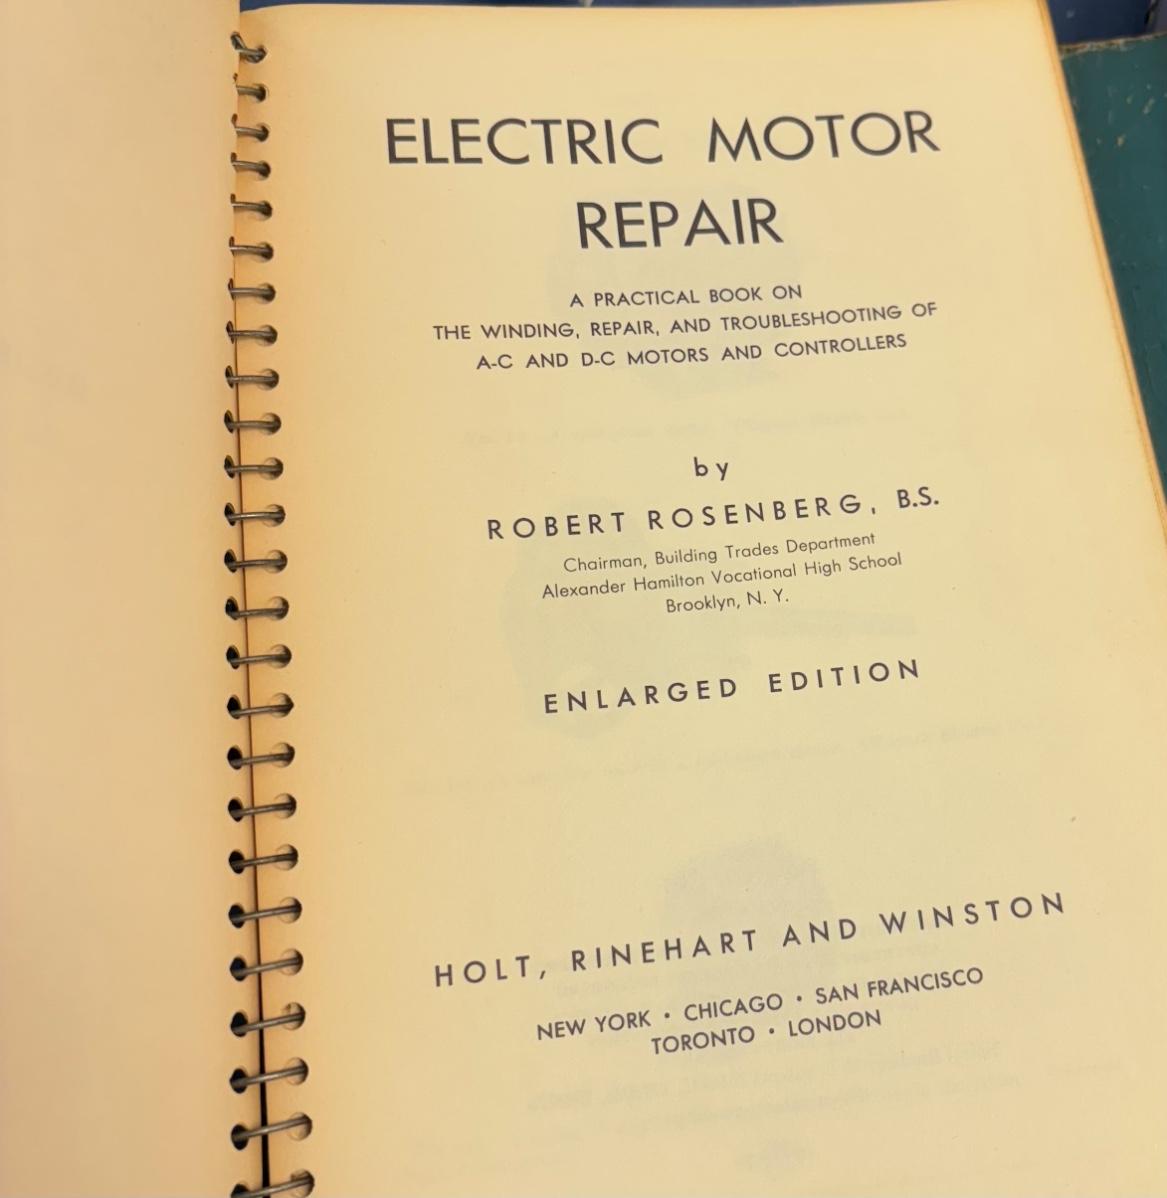 ELECTRIC MOTOR
REPAIR
A PRACTICAL BOOK ON
THE WINDING, REPAIR, AND TROUBLESHOOTING OF
A-C AND D-C MOTORS AND CONTROLLERS
by
ROBERT ROSENBERG, B.S.
Chairman, Building Trades Department
Alexander Hamilton Vocational High School
Brooklyn, N. Y.
ENLARGED EDITION
HOLT, RINEHART AND WINSTON
NEW YORK • CHICAGO • SAN FRANCISCO
TORONTO • LONDON